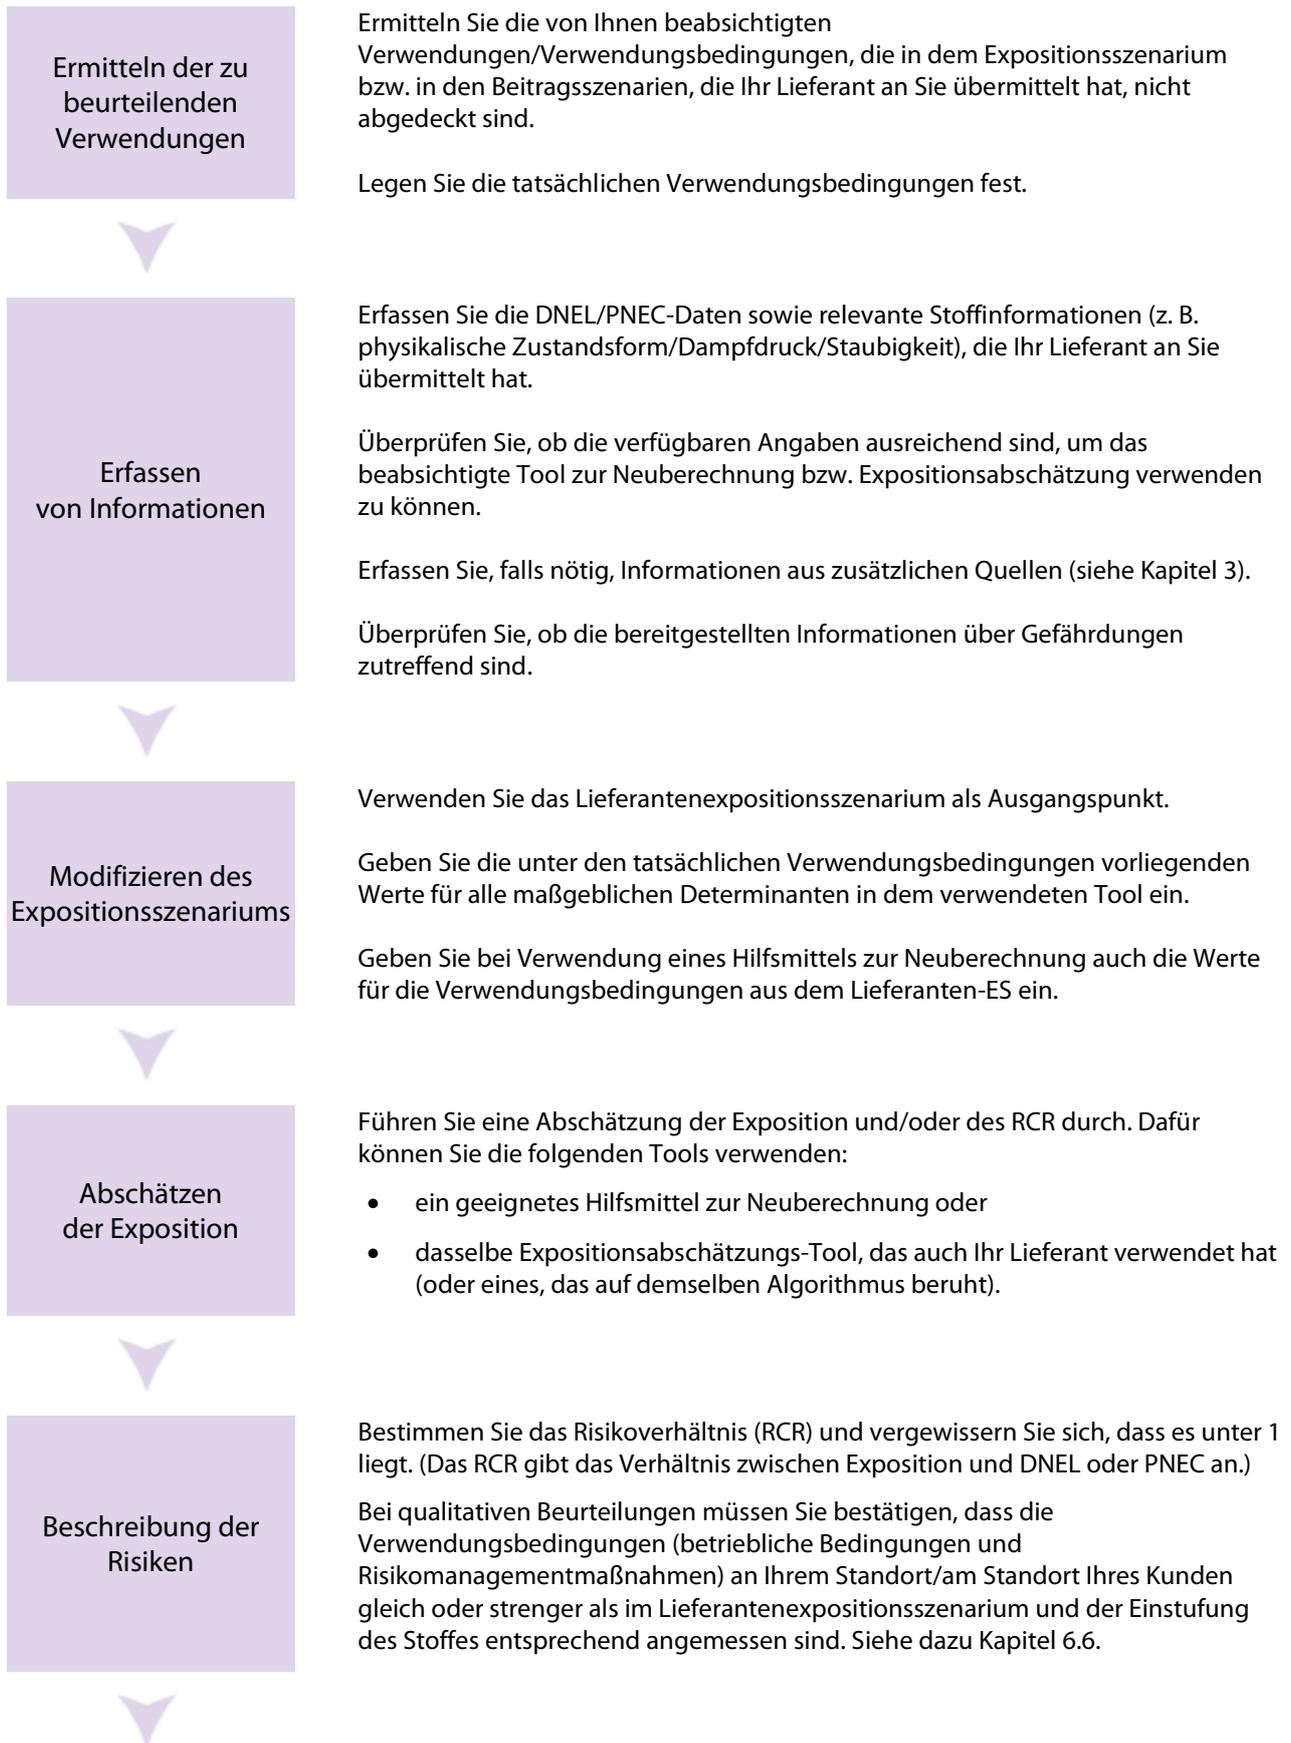 Ermitteln der zu
beurteilenden
Verwendungen
Ermitteln Sie die von Ihnen beabsichtigten
Verwendungen/Verwendungsbedingungen, die in dem Expositionsszenarium
bzw. in den Beitragsszenarien, die Ihr Lieferant an Sie übermittelt hat, nicht
abgedeckt sind.
Legen Sie die tatsächlichen Verwendungsbedingungen fest.
Erfassen
von Informationen
Erfassen Sie die DNEL/PNEC-Daten sowie relevante Stoffinformationen (z. B.
physikalische Zustandsform/Dampfdruck/Staubigkeit), die Ihr Lieferant an Sie
übermittelt hat.
Überprüfen Sie, ob die verfügbaren Angaben ausreichend sind, um das
beabsichtigte Tool zur Neuberechnung bzw. Expositionsabschätzung verwenden
zu können.
Erfassen Sie, falls nötig, Informationen aus zusätzlichen Quellen (siehe Kapitel 3).
Überprüfen Sie, ob die bereitgestellten Informationen über Gefährdungen
zutreffend sind.
Modifizieren des
Expositionsszenariums
Verwenden Sie das Lieferantenexpositionsszenarium als Ausgangspunkt.
Geben Sie die unter den tatsächlichen Verwendungsbedingungen vorliegenden
Werte für alle maßgeblichen Determinanten in dem verwendeten Tool ein.
Geben Sie bei Verwendung eines Hilfsmittels zur Neuberechnung auch die Werte
für die Verwendungsbedingungen aus dem Lieferanten-ES ein.
Abschätzen
der Exposition
Führen Sie eine Abschätzung der Exposition und/oder des RCR durch. Dafür
können Sie die folgenden Tools verwenden:
• ein geeignetes Hilfsmittel zur Neuberechnung oder
• dasselbe Expositionsabschätzungs-Tool, das auch Ihr Lieferant verwendet hat
(oder eines, das auf demselben Algorithmus beruht).
Beschreibung der
Risiken
Bestimmen Sie das Risikoverhältnis (RCR) und vergewissern Sie sich, dass es unter 1
liegt. (Das RCR gibt das Verhältnis zwischen Exposition und DNEL oder PNEC an.)
Bei qualitativen Beurteilungen müssen Sie bestätigen, dass die
Verwendungsbedingungen (betriebliche Bedingungen und
Risikomanagementmaßnahmen) an Ihrem Standort/am Standort Ihres Kunden
gleich oder strenger als im Lieferantenexpositionsszenarium und der Einstufung
des Stoffes entsprechend angemessen sind. Siehe dazu Kapitel 6.6.